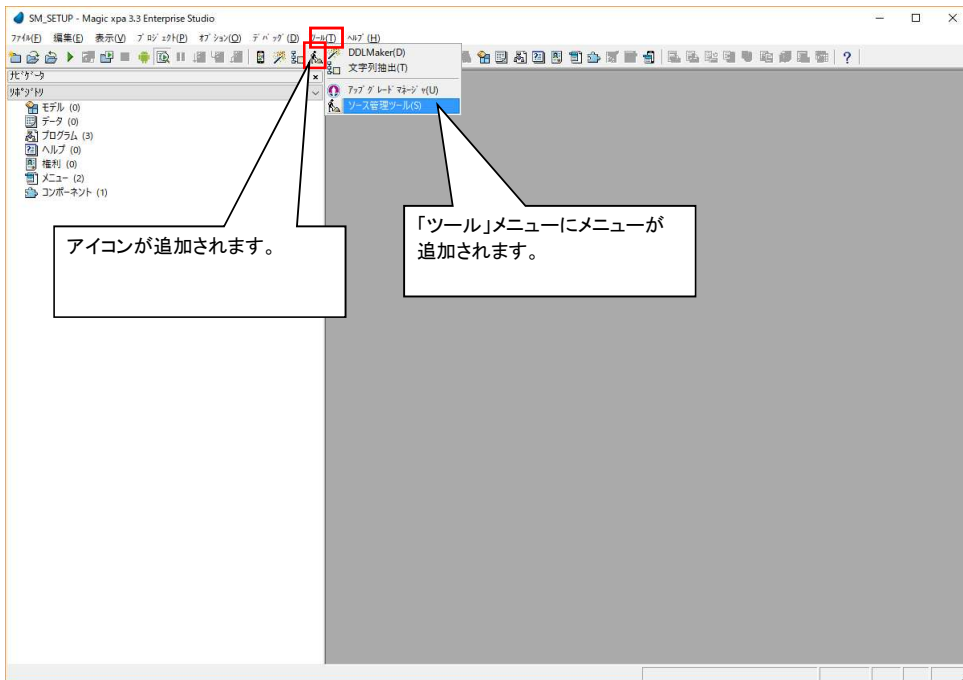 SM_SETUP - Magic xpa 3.3 Enterprise Studio
ﾌｧｲﾙ(F) 編集(E) 表示(V) ﾌﾟﾛｼﾞｪｸﾄ(P) ｵﾌﾟｼｮﾝ(O) ﾃﾞﾊﾞｯｸﾞ(D) ﾂｰﾙ(T) ﾍﾙﾌﾟ(H)
DDLMaker(D)
文字列抽出(T)
ｱｯﾌﾟｸﾞﾚｰﾄﾞﾏﾈｰｼﾞｬ(U)
ソース管理ツール(S)
ﾅﾋﾞｹﾞｰﾀ
ﾘﾎﾟｼﾞﾄﾘ
モデル (0)
データ (0)
プログラム (3)
ヘルプ (0)
権利 (0)
メニュー (2)
コンポーネント (1)
アイコンが追加されます。
「ツール」メニューにメニューが
追加されます。